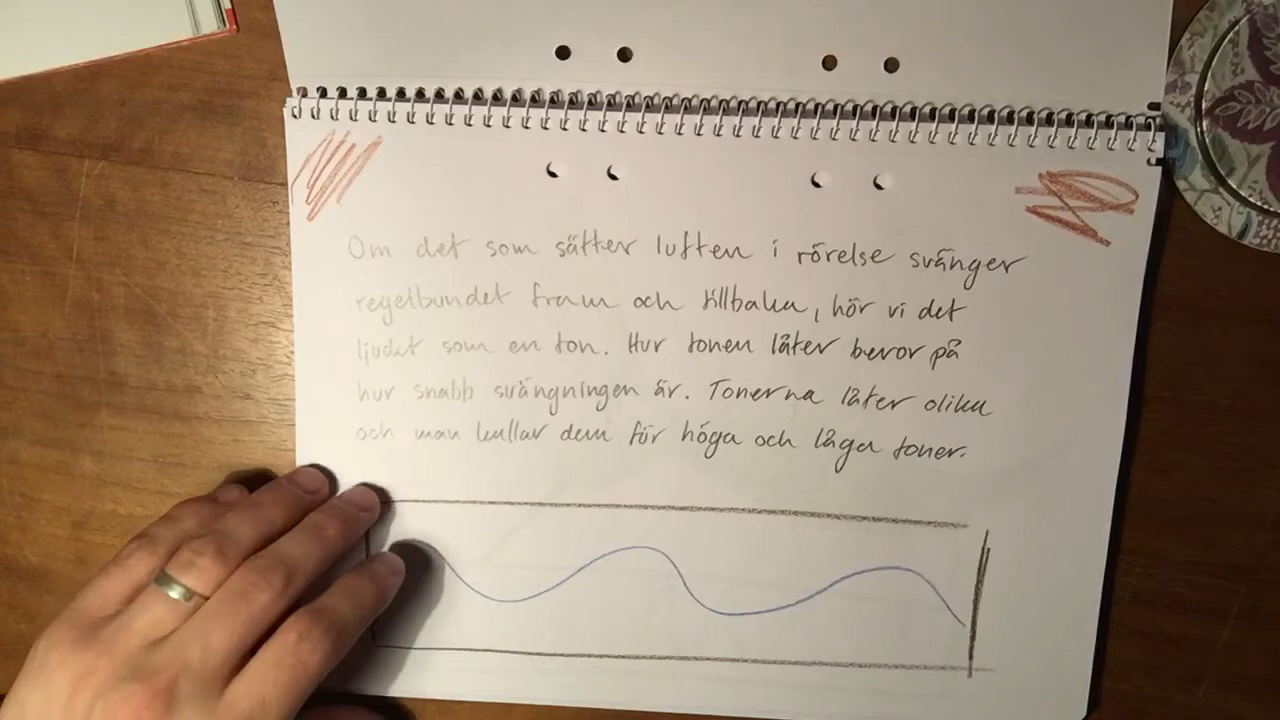 Om det som sätter luften i rörelse svänger
regelbundet fram och tillbaka, hör vi det
ljudet som en ton. Hur tonen låter beror på
hur snabb svängningen är. Tonerna låter olika
och man kallar dem för höga och låga toner.